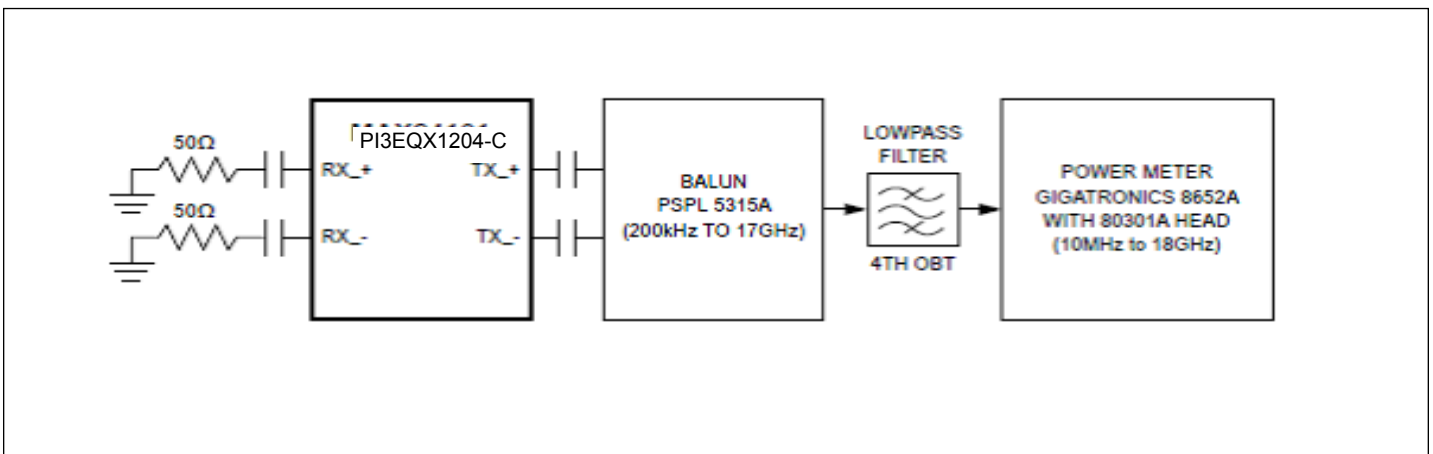 50Ω
50Ω
PI3EQX1204-C
RX_+
TX_+
RX_-
TX_-
BALUN
PSPL 5315A
(200kHz TO 17GHz)
LOWPASS
FILTER
4TH OBT
POWER METER
GIGATRONICS 8652A
WITH 80301A HEAD
(10MHz to 18GHz)